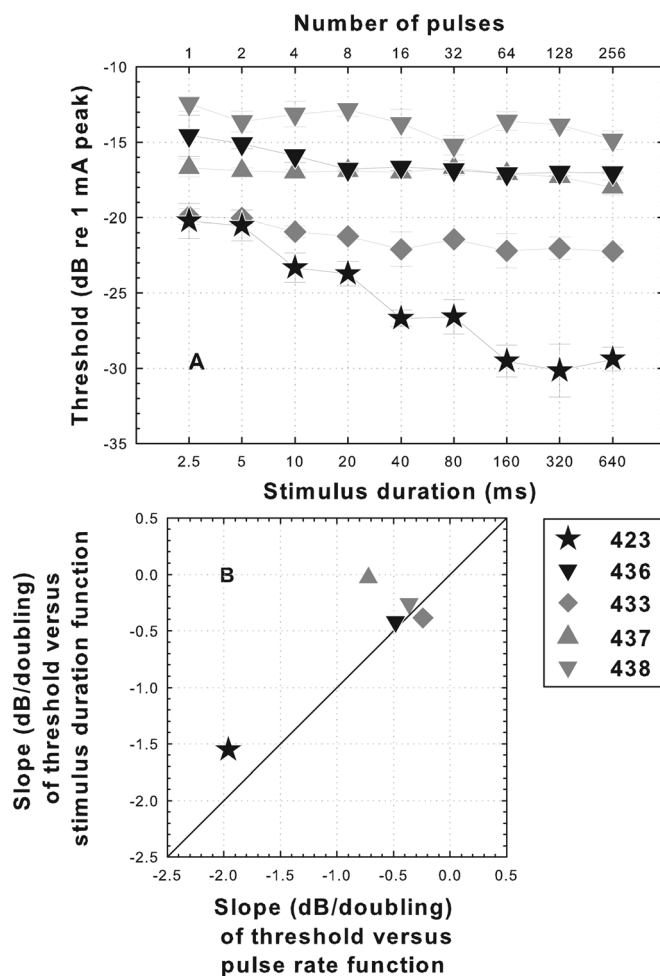 Number of pulses
1 2 4 8 16 32 64 128 256
Threshold (dB re 1 mA peak)
-10
-15
-20
-25
-30
-35
A
2.5 5 10 20 40 80 160 320 640
Stimulus duration (ms)
Slope (dB/doubling)
of threshold versus
stimulus duration function
0.5
0.0
-0.5
-1.0
-1.5
-2.0
-2.5
B
-2.5 -2.0 -1.5 -1.0 -0.5 0.0 0.5
Slope (dB/doubling)
of threshold versus
pulse rate function
423
436
433
437
438